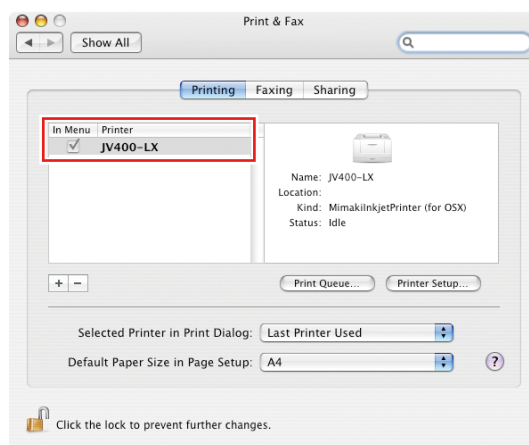 Print & Fax
Show All
Printing Faxing Sharing
In Menu Printer
JV400-LX
Name: JV400-LX
Location:
Kind: MimakiInkjetPrinter (for OSX)
Status: Idle
+ −
Print Queue... Printer Setup...
Selected Printer in Print Dialog: Last Printer Used
Default Paper Size in Page Setup: A4 ?
Click the lock to prevent further changes.